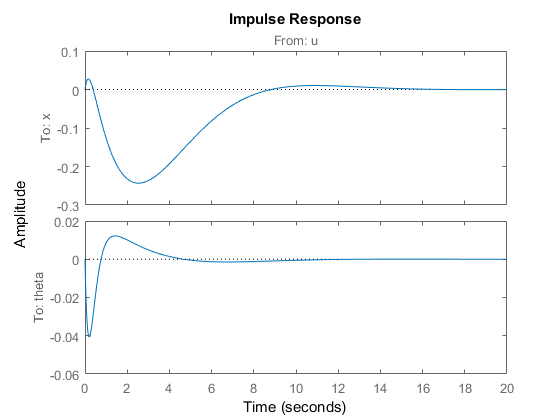 Impulse Response
From: u
0.1
0
-0.1
-0.2
-0.3
To: x
Amplitude
0.02
0
-0.02
-0.04
-0.06
To: theta
0 2 4 6 8 10 12 14 16 18 20
Time (seconds)